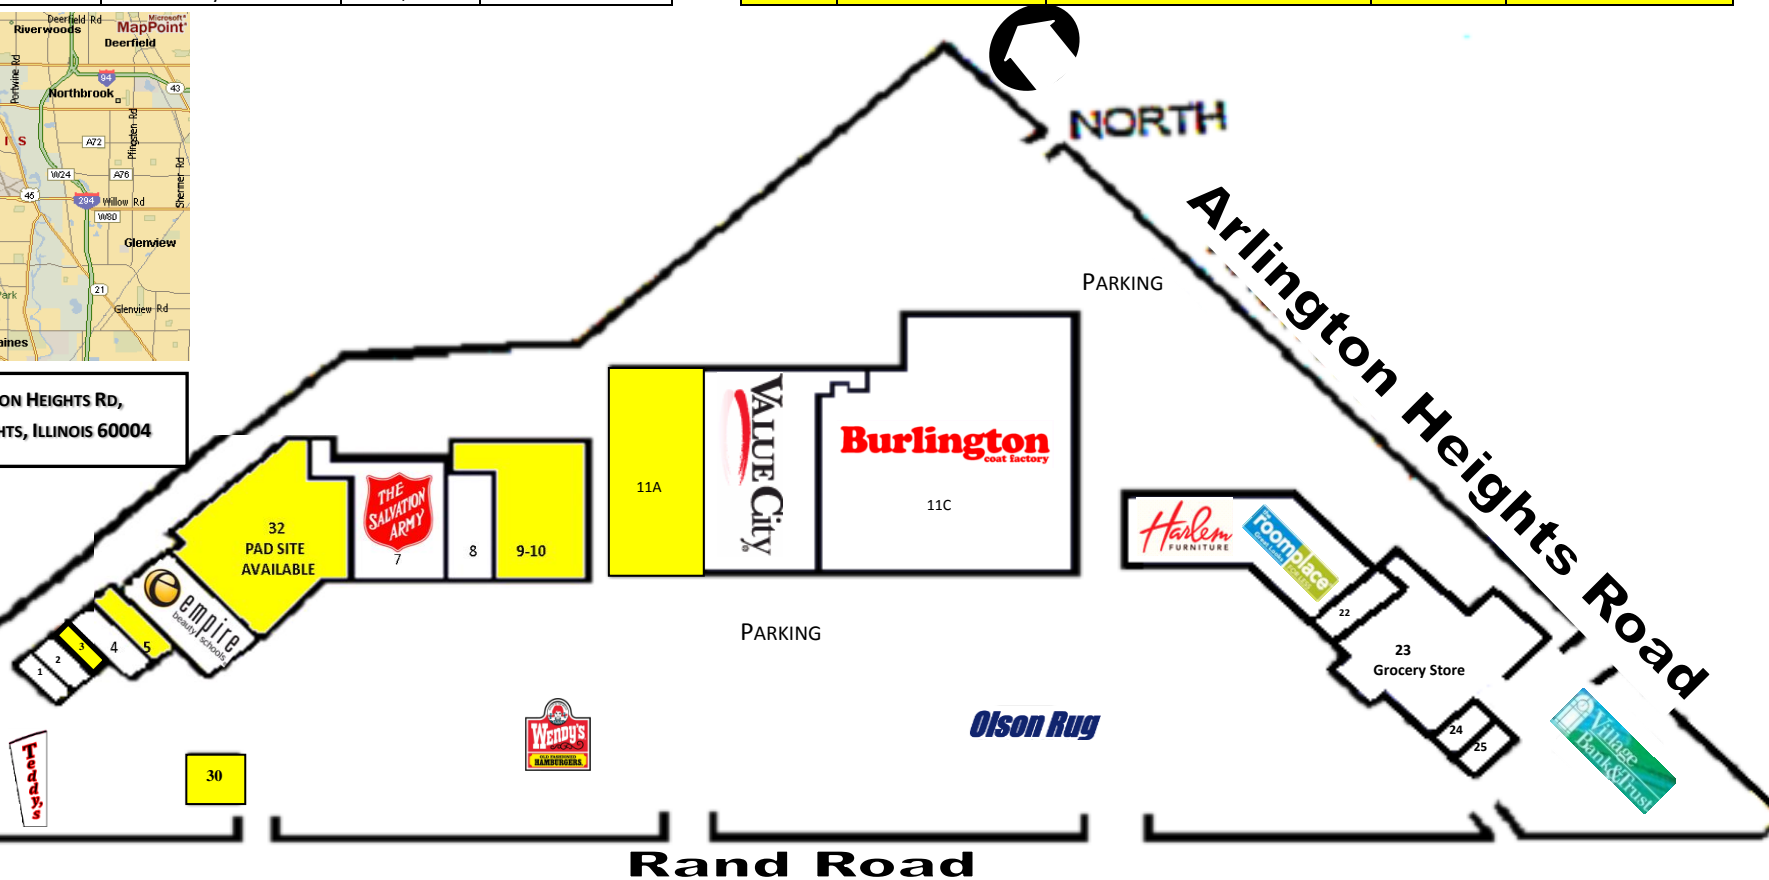 Deerfield Rd
Microsoft®
Riverwoods
MapPoint®
Deerfield
Portwine Rd
94
43
Northbrook
Pfingsten Rd
I S
A72
W24
A76
Shermer Rd
45
294
Willow Rd
W80
Glenview
21
Park
Glenview Rd
aines
ON HEIGHTS RD,
HTS, ILLINOIS 60004
NORTH
Arlington Heights Road
PARKING
VALUE CITY
Burlington
coat factory
11A
11C
THE
SALVATION
ARMY
7
8
9-10
32
PAD SITE
AVAILABLE
empire
beauty schools
1
2
3
4
5
Harlem
FURNITURE
the
roomplace
FOR LESS
22
23
Grocery Store
24
25
PARKING
Teddy's
30
WENDY'S
OLD FASHIONED
HAMBURGERS
Olson Rug
Village
Bank&Trust
Rand Road